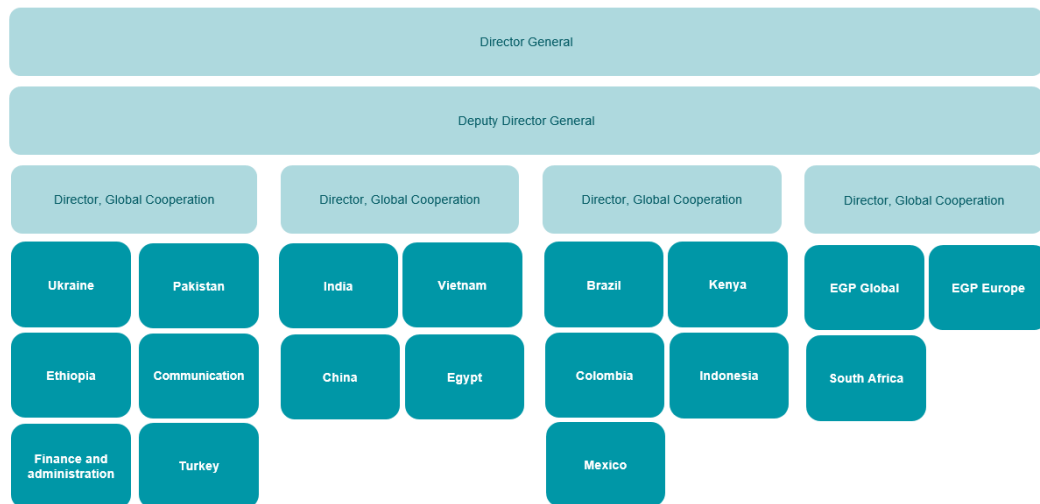 Director General
Deputy Director General
Director, Global Cooperation
Director, Global Cooperation
Director, Global Cooperation
Director, Global Cooperation
Ukraine
Pakistan
India
Vietnam
Brazil
Kenya
EGP Global
EGP Europe
Ethiopia
Communication
China
Egypt
Colombia
Indonesia
South Africa
Finance and
administration
Turkey
Mexico